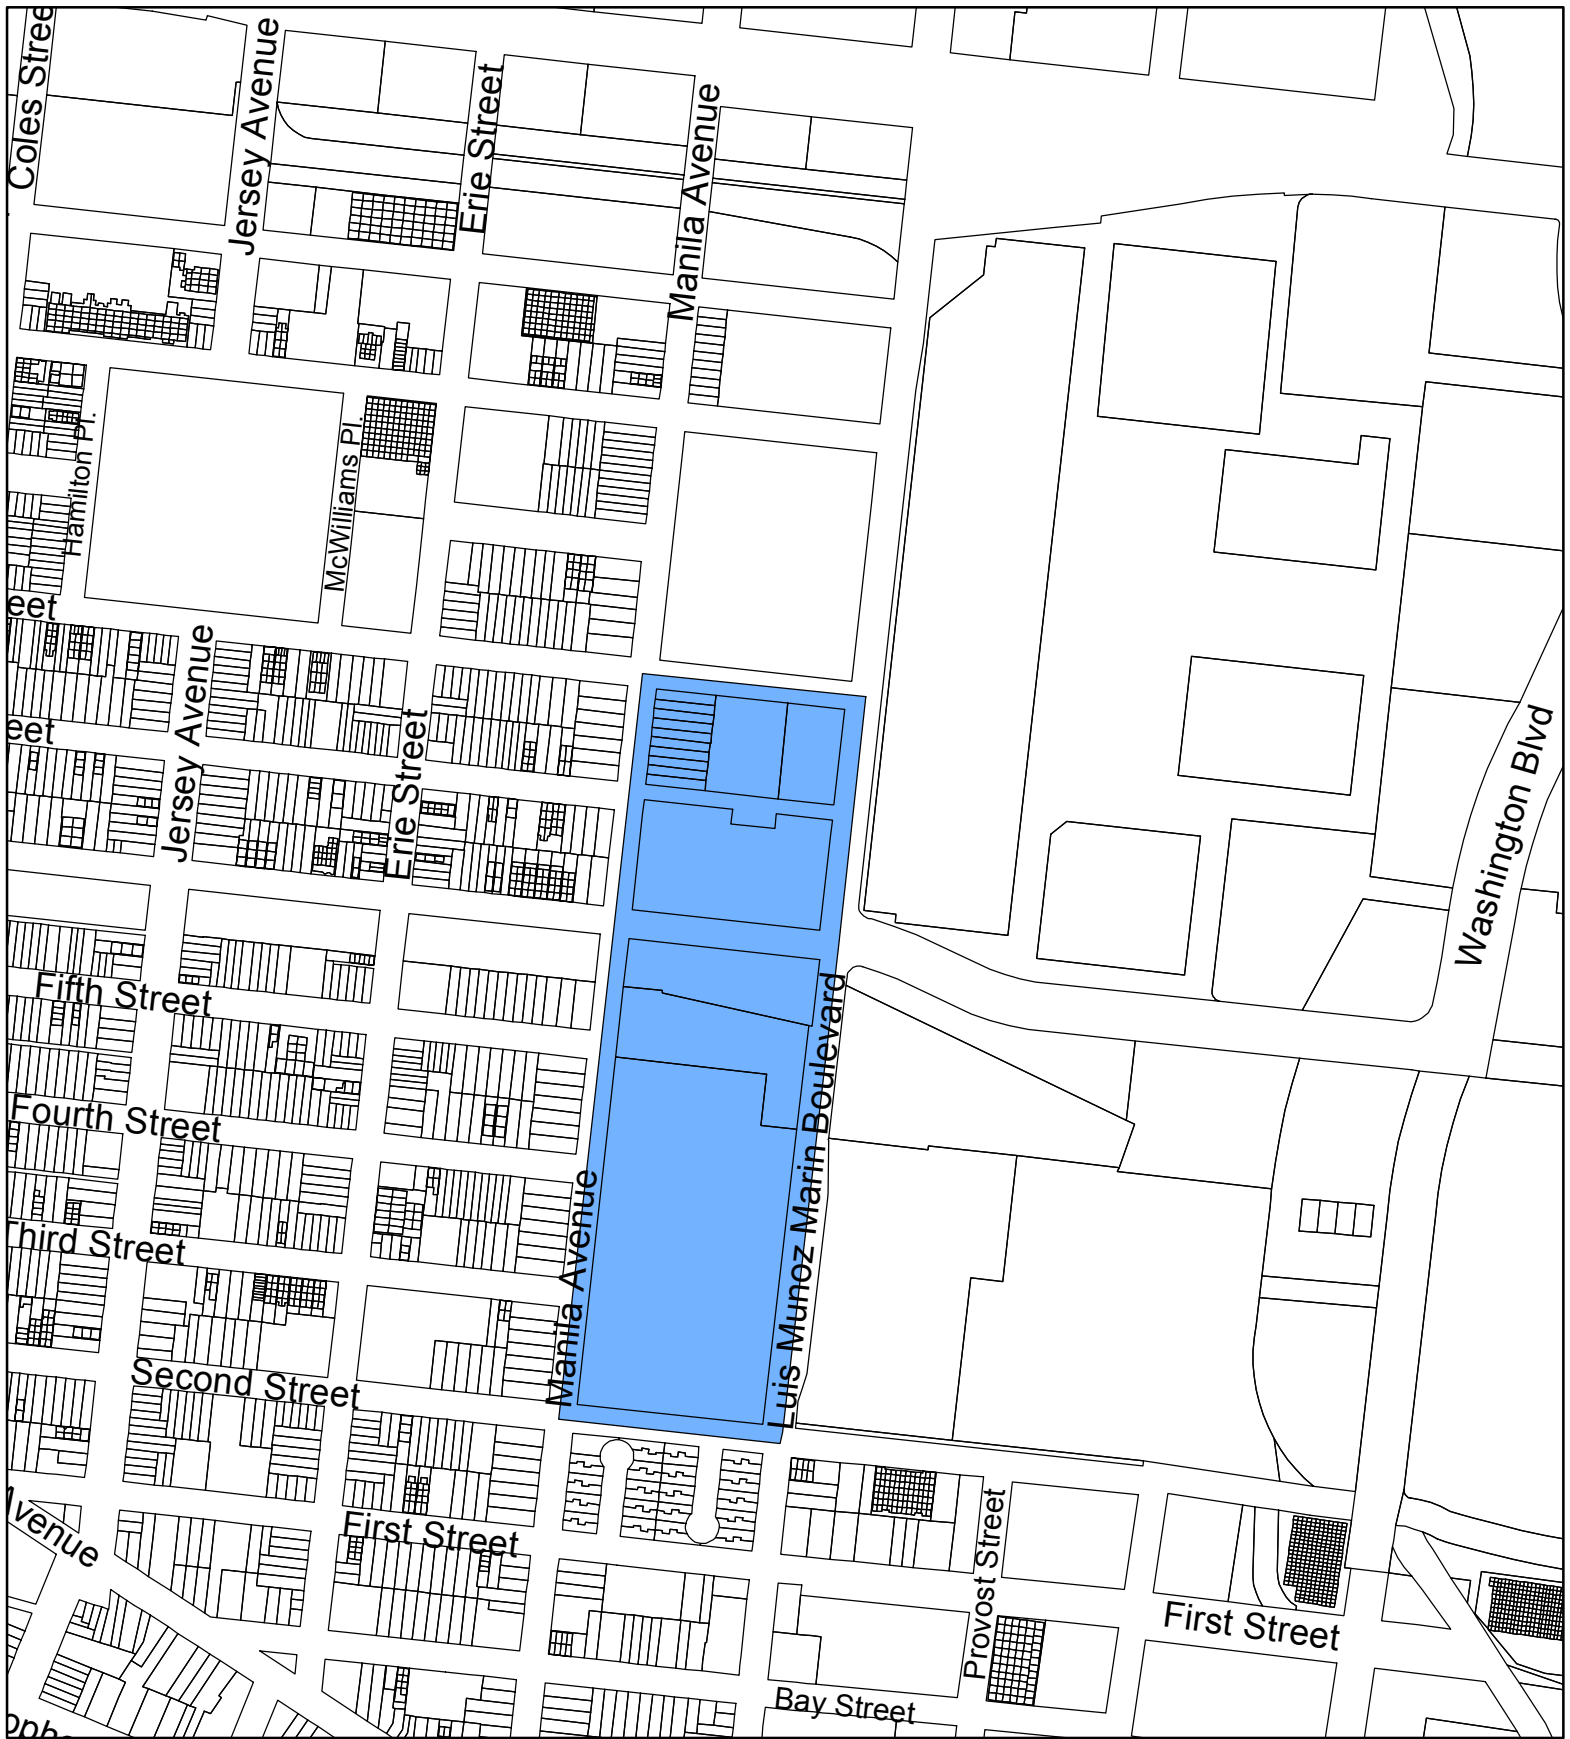 Coles Stree
Jersey Avenue
Erie Street
Manila Avenue
Hamilton Pl.
McWilliams Pl.
eet
Jersey Avenue
eet
Erie Street
Washington Blvd
Fifth Street
Luis Munoz Marin Boulevard
Fourth Street
Manila Avenue
Third Street
Second Street
First Street
Avenue
Provost Street
First Street
Bay Street
ophe